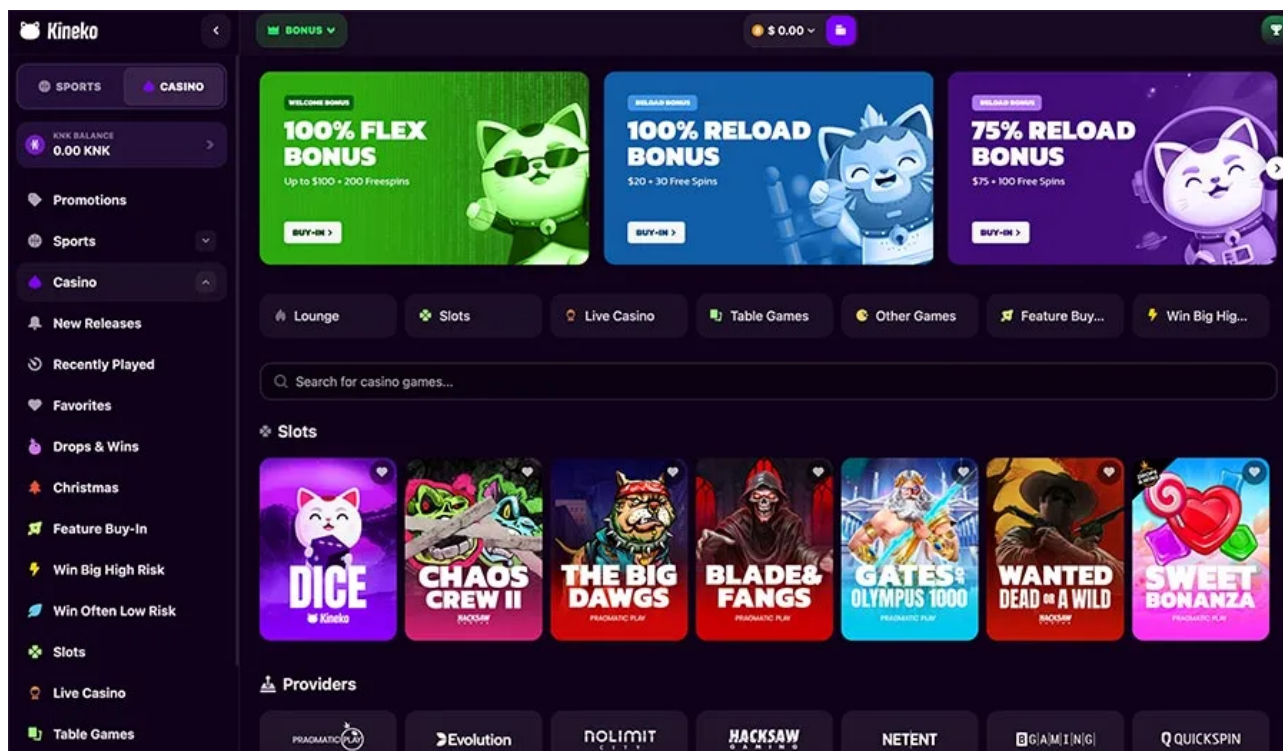 Kineko
BONUS
$ 0.00
SPORTS
CASINO
KNK BALANCE
0.00 KNK
Promotions
Sports
Casino
New Releases
Recently Played
Favorites
Drops & Wins
Christmas
Feature Buy-In
Win Big High Risk
Win Often Low Risk
Slots
Live Casino
Table Games
WELCOME BONUS
100% FLEX
BONUS
Up to $100 + 200 Freespins
BUY-IN >
RELOAD BONUS
100% RELOAD
BONUS
$20 + 30 Free Spins
BUY-IN >
RELOAD BONUS
75% RELOAD
BONUS
$75 + 100 Free Spins
BUY-IN >
Lounge
Slots
Live Casino
Table Games
Other Games
Feature Buy...
Win Big Hig...
Search for casino games...
Slots
DICE
Kineko
CHAOS
CREW II
HACKSAW
THE BIG
DAWGS
PRAGMATIC PLAY
BLADE&
FANGS
PRAGMATIC PLAY
GATES OF
OLYMPUS 1000
PRAGMATIC PLAY
WANTED
DEAD OR A WILD
HACKSAW
SWEET
BONANZA
PRAGMATIC PLAY
Providers
PRAGMATIC PLAY
Evolution
NOLIMIT
CITY
HACKSAW
GAMING
NETENT
BGAMING
QUICKSPIN